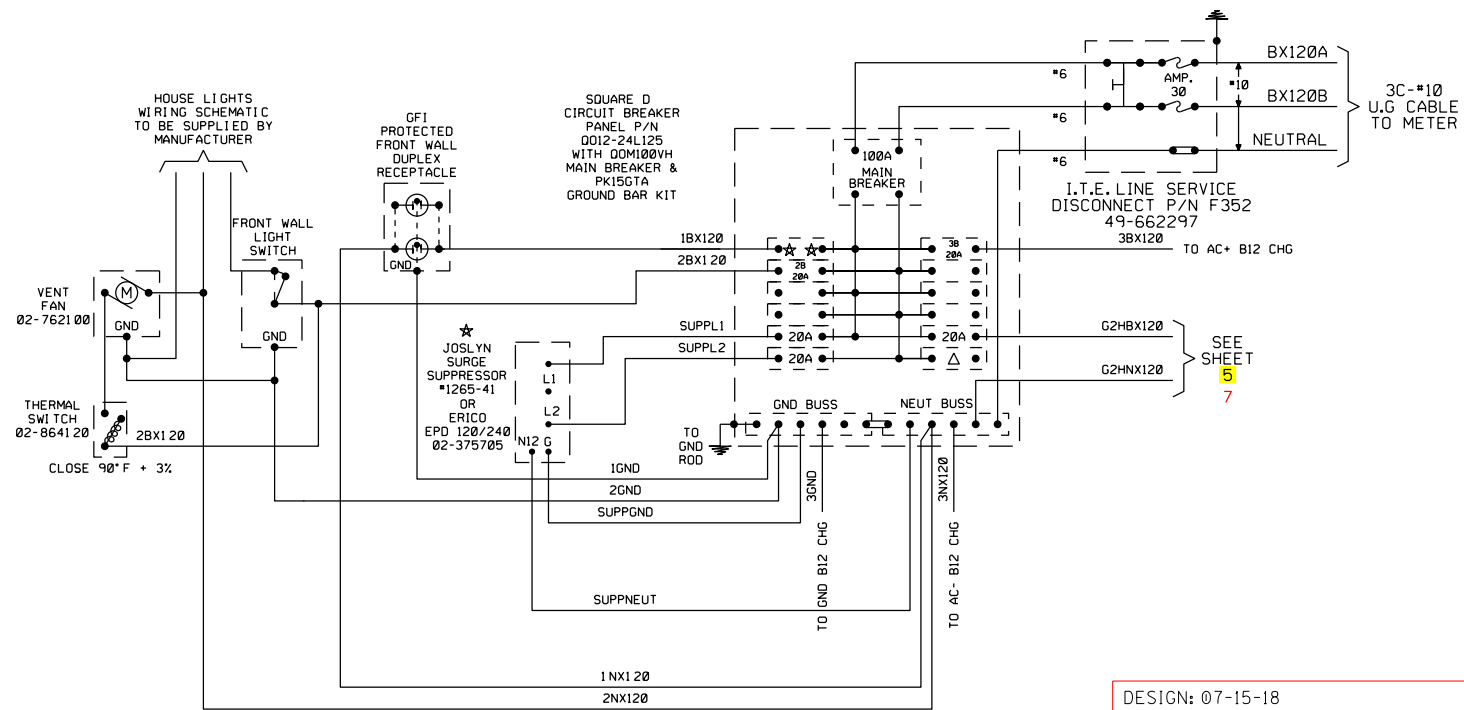 HOUSE LIGHTS
WIRING SCHEMATIC
TO BE SUPPLIED BY
MANUFACTURER
GFI
PROTECTED
FRONT WALL
DUPLEX
RECEPTACLE
GND
SQUARE D
CIRCUIT BREAKER
PANEL P/N
QO12-24L125
WITH QOM100VH
MAIN BREAKER &
PK15GTA
GROUND BAR KIT
100A
MAIN
BREAKER
#6
#6
#6
AMP.
30
#10
BX120A
BX120B
NEUTRAL
3C-#10
U.G CABLE
TO METER
I.T.E. LINE SERVICE
DISCONNECT P/N F352
49-662297
FRONT WALL
LIGHT
SWITCH
GND
VENT
FAN
02-762100
M
GND
THERMAL
SWITCH
02-864120
2BX120
CLOSE 90°F + 3%
☆
JOSLYN
SURGE
SUPPRESSOR
#1265-41
OR
ERICO
EPD 120/240
02-375705
L1
L2
N12 G
1BX120
2BX120
SUPPL1
SUPPL2
☆ ☆
2B
20A
20A
20A
3B
20A
20A
△
3BX120
TO AC+ B12 CHG
G2HBX120
G2HNX120
SEE
SHEET
5
7
GND BUSS
NEUT BUSS
TO
GND
ROD
1GND
2GND
SUPPGND
SUPPNEUT
3GND
TO GND B12 CHG
3NX120
TO AC- B12 CHG
1NX120
2NX120
DESIGN: 07-15-18